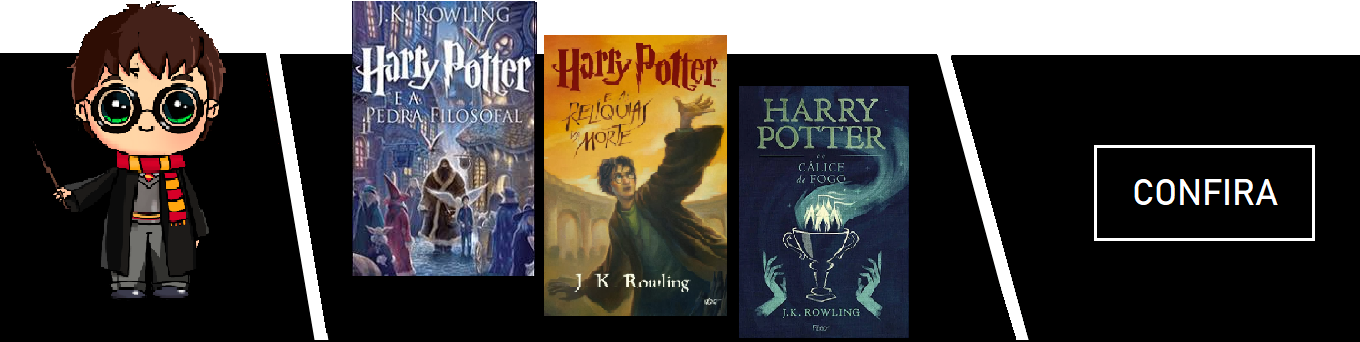 J.K. ROWLING
Harry Potter
E A
PEDRA FILOSOFAL
Harry Potter
E AS
RELÍQUIAS
DA MORTE
J. K. Rowling
HARRY
POTTER
e o
CÁLICE
de FOGO
J.K. ROWLING
CONFIRA